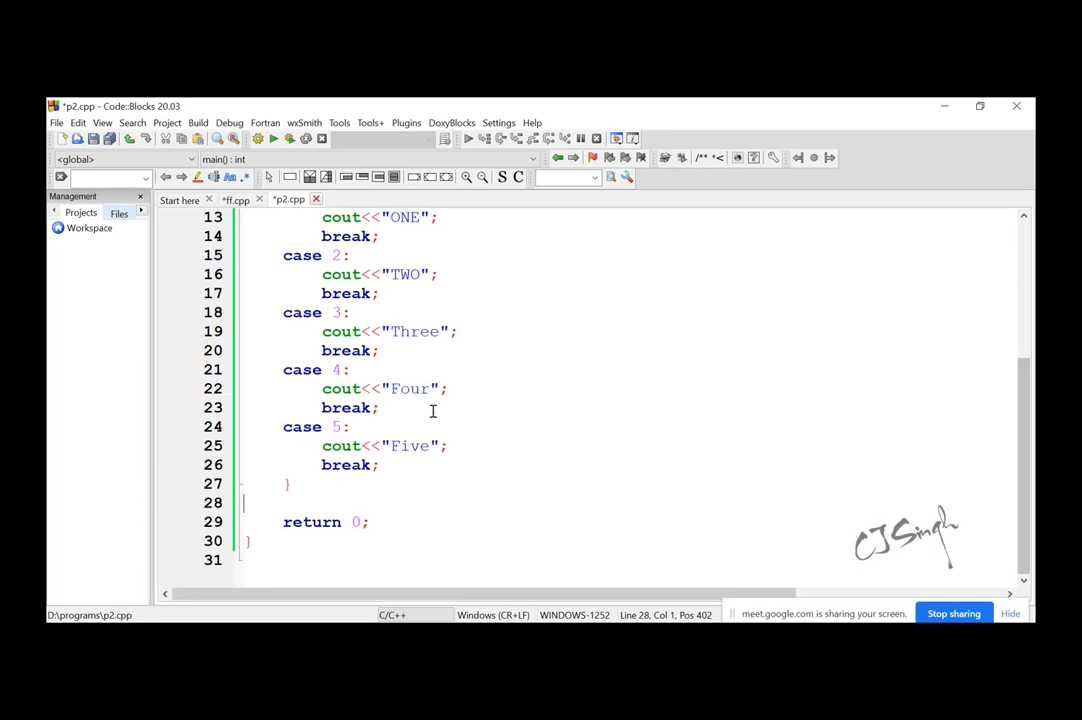 *p2.cpp - Code::Blocks 20.03
File Edit View Search Project Build Debug Fortran wxSmith Tools Tools+ Plugins DoxyBlocks Settings Help
<global> main() : int
/** *<
Aa .* S C
Management
Start here *ff.cpp *p2.cpp
Projects Files
Workspace
13 cout<<"ONE";
14 break;
15 case 2:
16 cout<<"TWO";
17 break;
18 case 3:
19 cout<<"Three";
20 break;
21 case 4:
22 cout<<"Four";
23 break;
24 case 5:
25 cout<<"Five";
26 break;
27 }
28
29 return 0;
30 }
31
CJSingh
D:\programs\p2.cpp C/C++ Windows (CR+LF) WINDOWS-1252 Line 28, Col 1, Pos 402
meet.google.com is sharing your screen. Stop sharing Hide